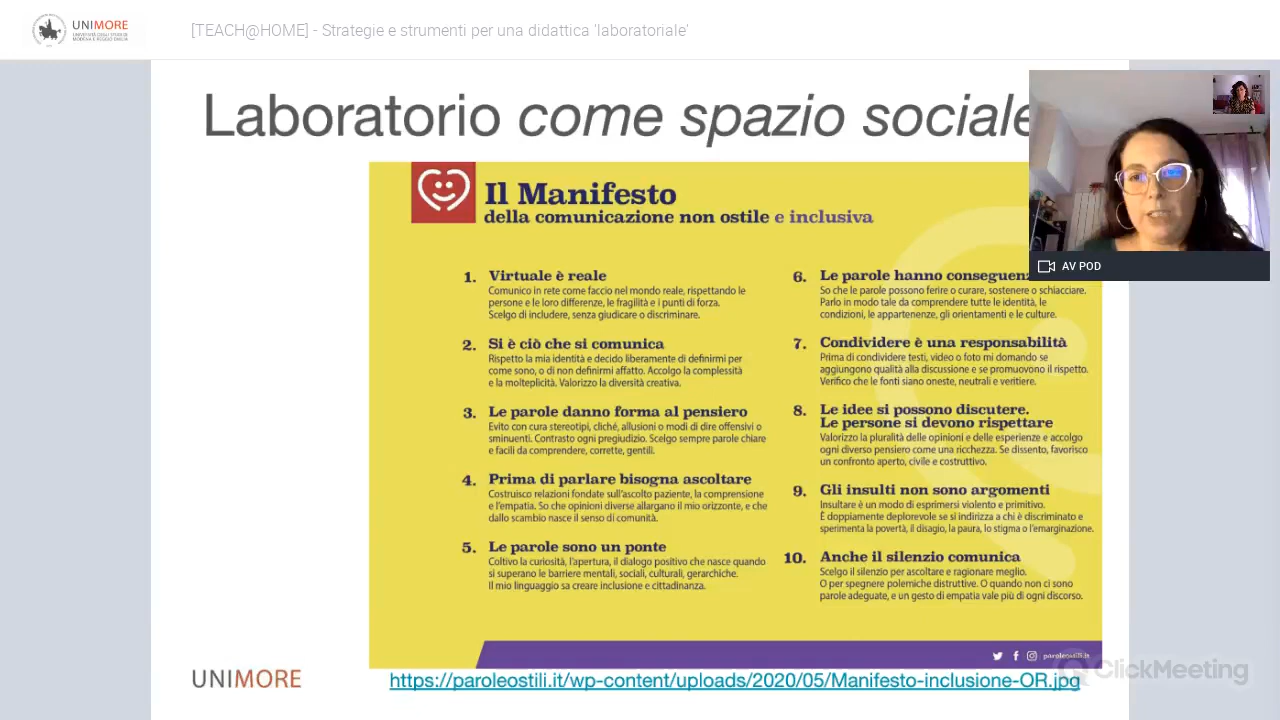 UNIMORE
UNIVERSITÀ DEGLI STUDI DI
MODENA E REGGIO EMILIA
[TEACH@HOME] - Strategie e strumenti per una didattica 'laboratoriale'
Laboratorio come spazio sociale
Il Manifesto
della comunicazione non ostile e inclusiva
1. Virtuale è reale
Comunico in rete come faccio nel mondo reale, rispettando le
persone e le loro differenze, le fragilità e i punti di forza.
Scelgo di includere, senza giudicare o discriminare.
2. Si è ciò che si comunica
Rispetto la mia identità e decido liberamente di definirmi per
come sono, o di non definirmi affatto. Accolgo la complessità
e la molteplicità. Valorizzo la diversità creativa.
3. Le parole danno forma al pensiero
Evito con cura stereotipi, cliché, allusioni o modi di dire offensivi o
sminuenti. Contrasto ogni pregiudizio. Scelgo sempre parole chiare
e facili da comprendere, corrette, gentili.
4. Prima di parlare bisogna ascoltare
Costruisco relazioni fondate sull'ascolto paziente, la comprensione
e l'empatia. So che opinioni diverse allargano il mio orizzonte, e che
dallo scambio nasce il senso di comunità.
5. Le parole sono un ponte
Coltivo la curiosità, l'apertura, il dialogo positivo che nasce quando
si superano le barriere mentali, sociali, culturali, gerarchiche.
Il mio linguaggio sa creare inclusione e cittadinanza.
6. Le parole hanno conseguenz
So che le parole possono ferire o curare, sostenere o schiacciare.
Parlo in modo tale da comprendere tutte le identità, le
condizioni, le appartenenze, gli orientamenti e le culture.
7. Condividere è una responsabilità
Prima di condividere testi, video o foto mi domando se
aggiungono qualità alla discussione e se promuovono il rispetto.
Verifico che le fonti siano oneste, neutrali e veritiere.
8. Le idee si possono discutere.
Le persone si devono rispettare
Valorizzo la pluralità delle opinioni e delle esperienze e accolgo
ogni diverso pensiero come una ricchezza. Se dissento, favorisco
un confronto aperto, civile e costruttivo.
9. Gli insulti non sono argomenti
Insultare è un modo di esprimersi violento e primitivo.
È doppiamente deplorevole se si indirizza a chi è discriminato e
sperimenta la povertà, il disagio, la paura, lo stigma o l'emarginazione.
10. Anche il silenzio comunica
Scelgo il silenzio per ascoltare e ragionare meglio.
O per spegnere polemiche distruttive. O quando non ci sono
parole adeguate, e un gesto di empatia vale più di ogni discorso.
AV POD
paroleostili.it
UNIMORE
https://paroleostili.it/wp-content/uploads/2020/05/Manifesto-inclusione-OR.jpg
ClickMeeting